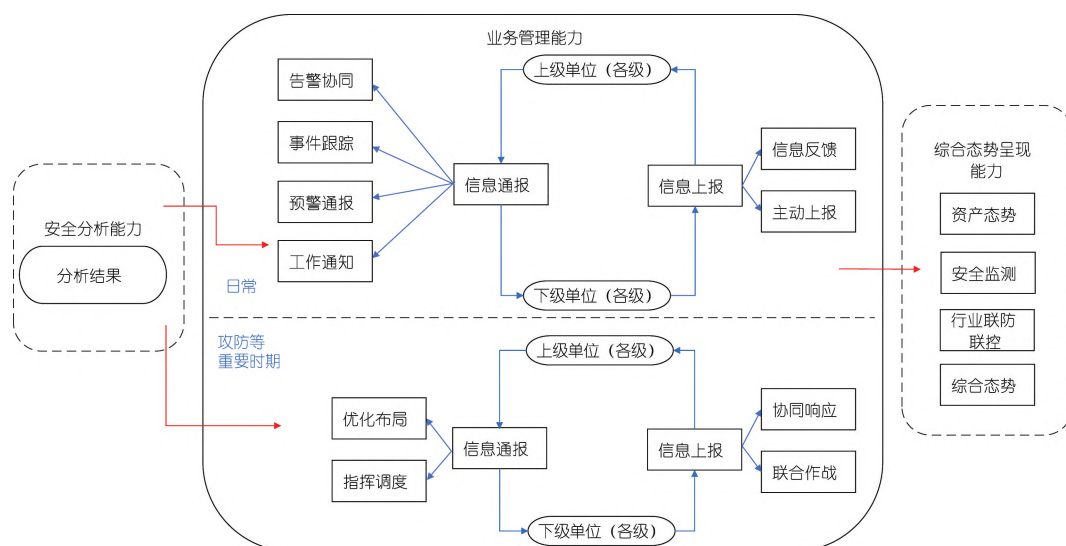 业务管理能力
上级单位（各级）
告警协同
事件跟踪
预警通报
工作通知
信息通报
信息上报
信息反馈
主动上报
下级单位（各级）
日常
安全分析能力
分析结果
攻防等
重要时期
上级单位（各级）
优化布局
指挥调度
信息通报
信息上报
协同响应
联合作战
下级单位（各级）
综合态势呈现
能力
资产态势
安全监测
行业联防
联控
综合态势